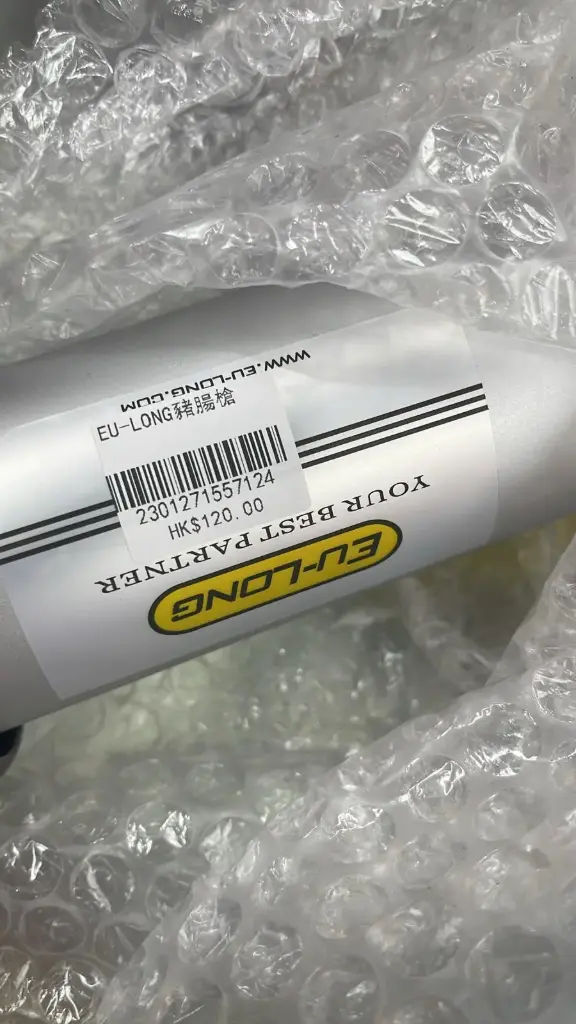 WWW.EU-LONG.COM
EU-LONG豬腸槍
2301271557124
HK$120.00
YOUR BEST PARTNER
EU-LONG